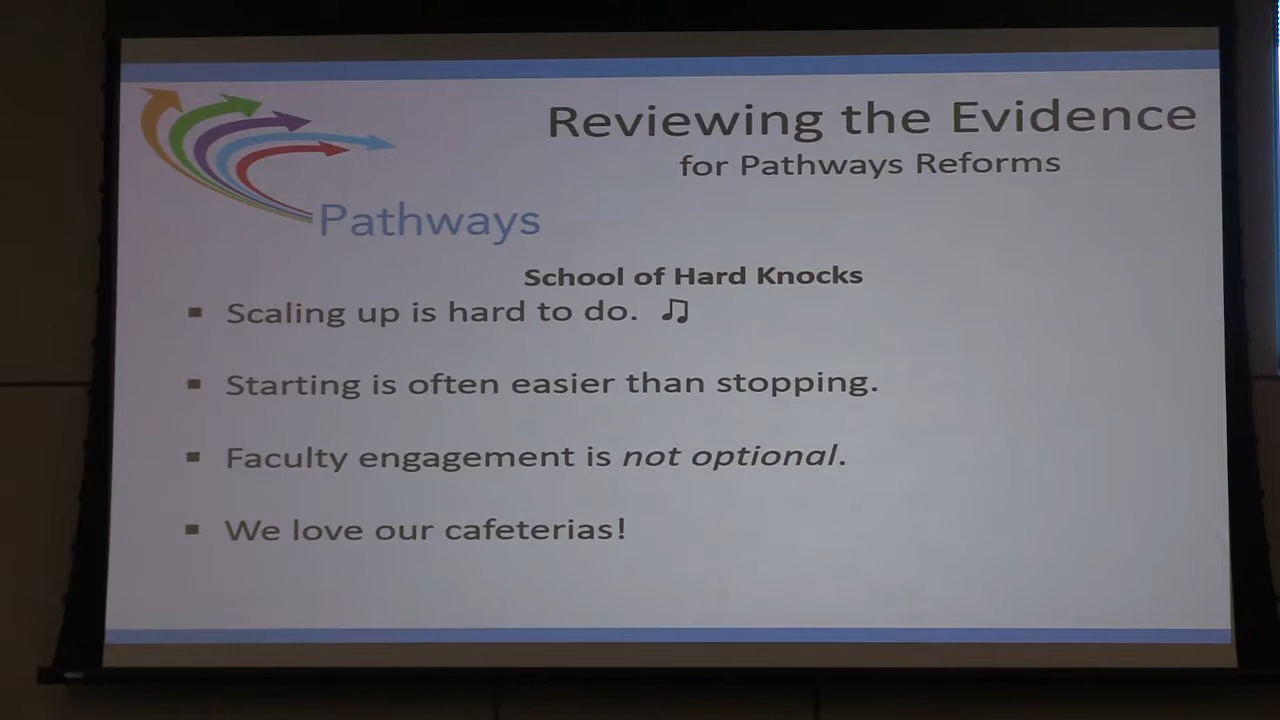 Reviewing the Evidence
for Pathways Reforms
Pathways
School of Hard Knocks
▪ Scaling up is hard to do. ♫
▪ Starting is often easier than stopping.
▪ Faculty engagement is not optional.
▪ We love our cafeterias!